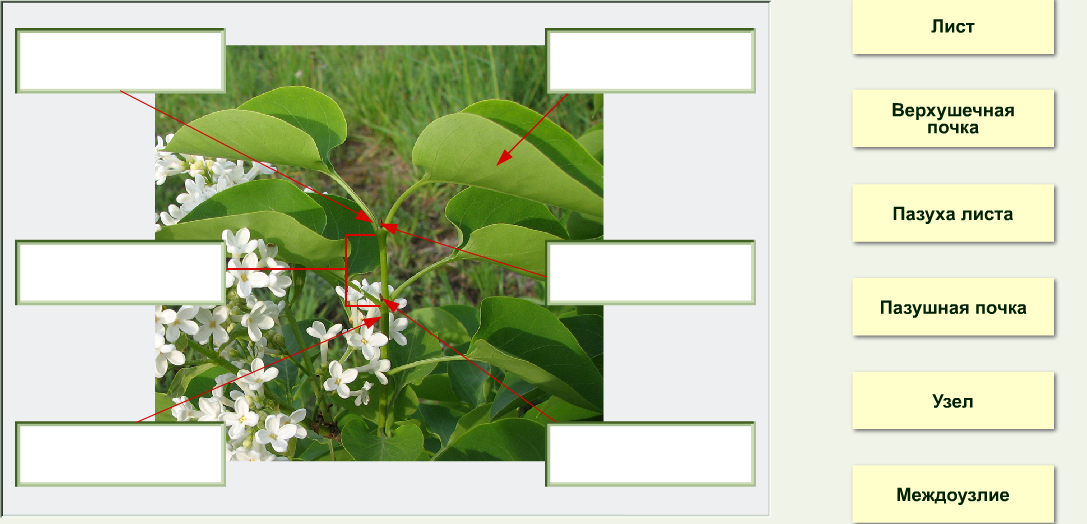 Лист
Верхушечная
почка
Пазуха листа
Пазушная почка
Узел
Междоузлие